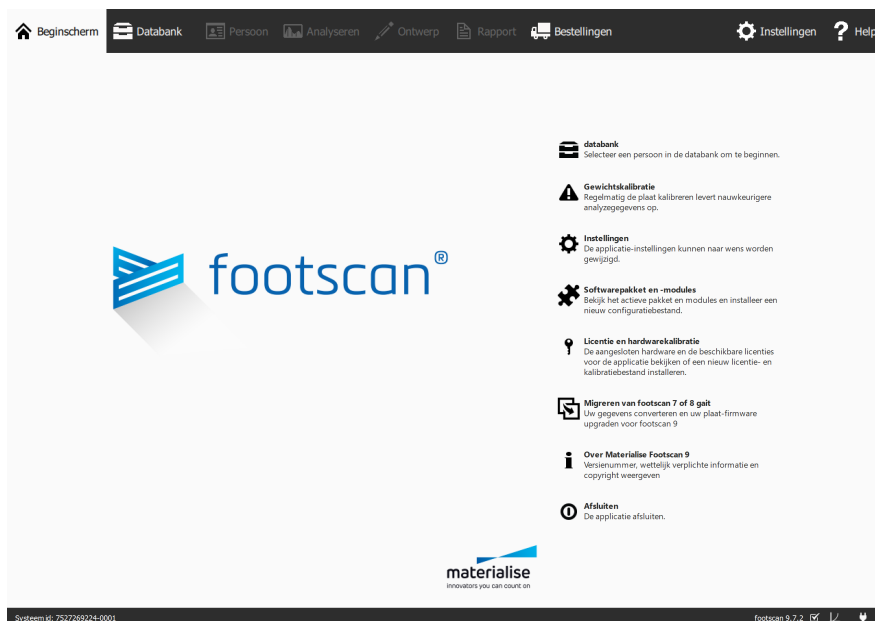 Beginscherm Databank Persoon Analyseren Ontwerp Rapport Bestellingen Instellingen Help
databank
Selecteer een persoon in de databank om te beginnen.
Gewichtskalibratie
Regelmatig de plaat kalibreren levert nauwkeurigere
analyzegegevens op.
Instellingen
De applicatie-instellingen kunnen naar wens worden
gewijzigd.
footscan®
Softwarepakket en -modules
Bekijk het actieve pakket en modules en installeer een
nieuw configuratiebestand.
Licentie en hardwarekalibratie
De aangesloten hardware en de beschikbare licenties
voor de applicatie bekijken of een nieuw licentie- en
kalibratiebestand installeren.
Migreren van footscan 7 of 8 gait
Uw gegevens converteren en uw plaat-firmware
upgraden voor footscan 9
Over Materialise Footscan 9
Versienummer, wettelijk verplichte informatie en
copyright weergeven
Afsluiten
De applicatie afsluiten.
materialise
innovators you can count on
Systeem id: 7527269224-0001 footscan 9.7.2